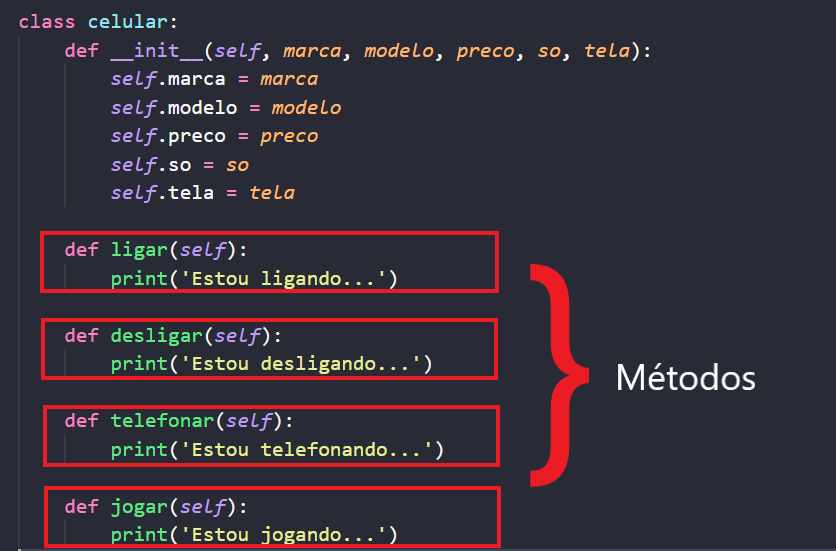 class celular:
    def __init__(self, marca, modelo, preco, so, tela):
        self.marca = marca
        self.modelo = modelo
        self.preco = preco
        self.so = so
        self.tela = tela
    def ligar(self):
        print('Estou ligando...')
    def desligar(self):
        print('Estou desligando...')
    def telefonar(self):
        print('Estou telefonando...')
    def jogar(self):
        print('Estou jogando...')
Métodos